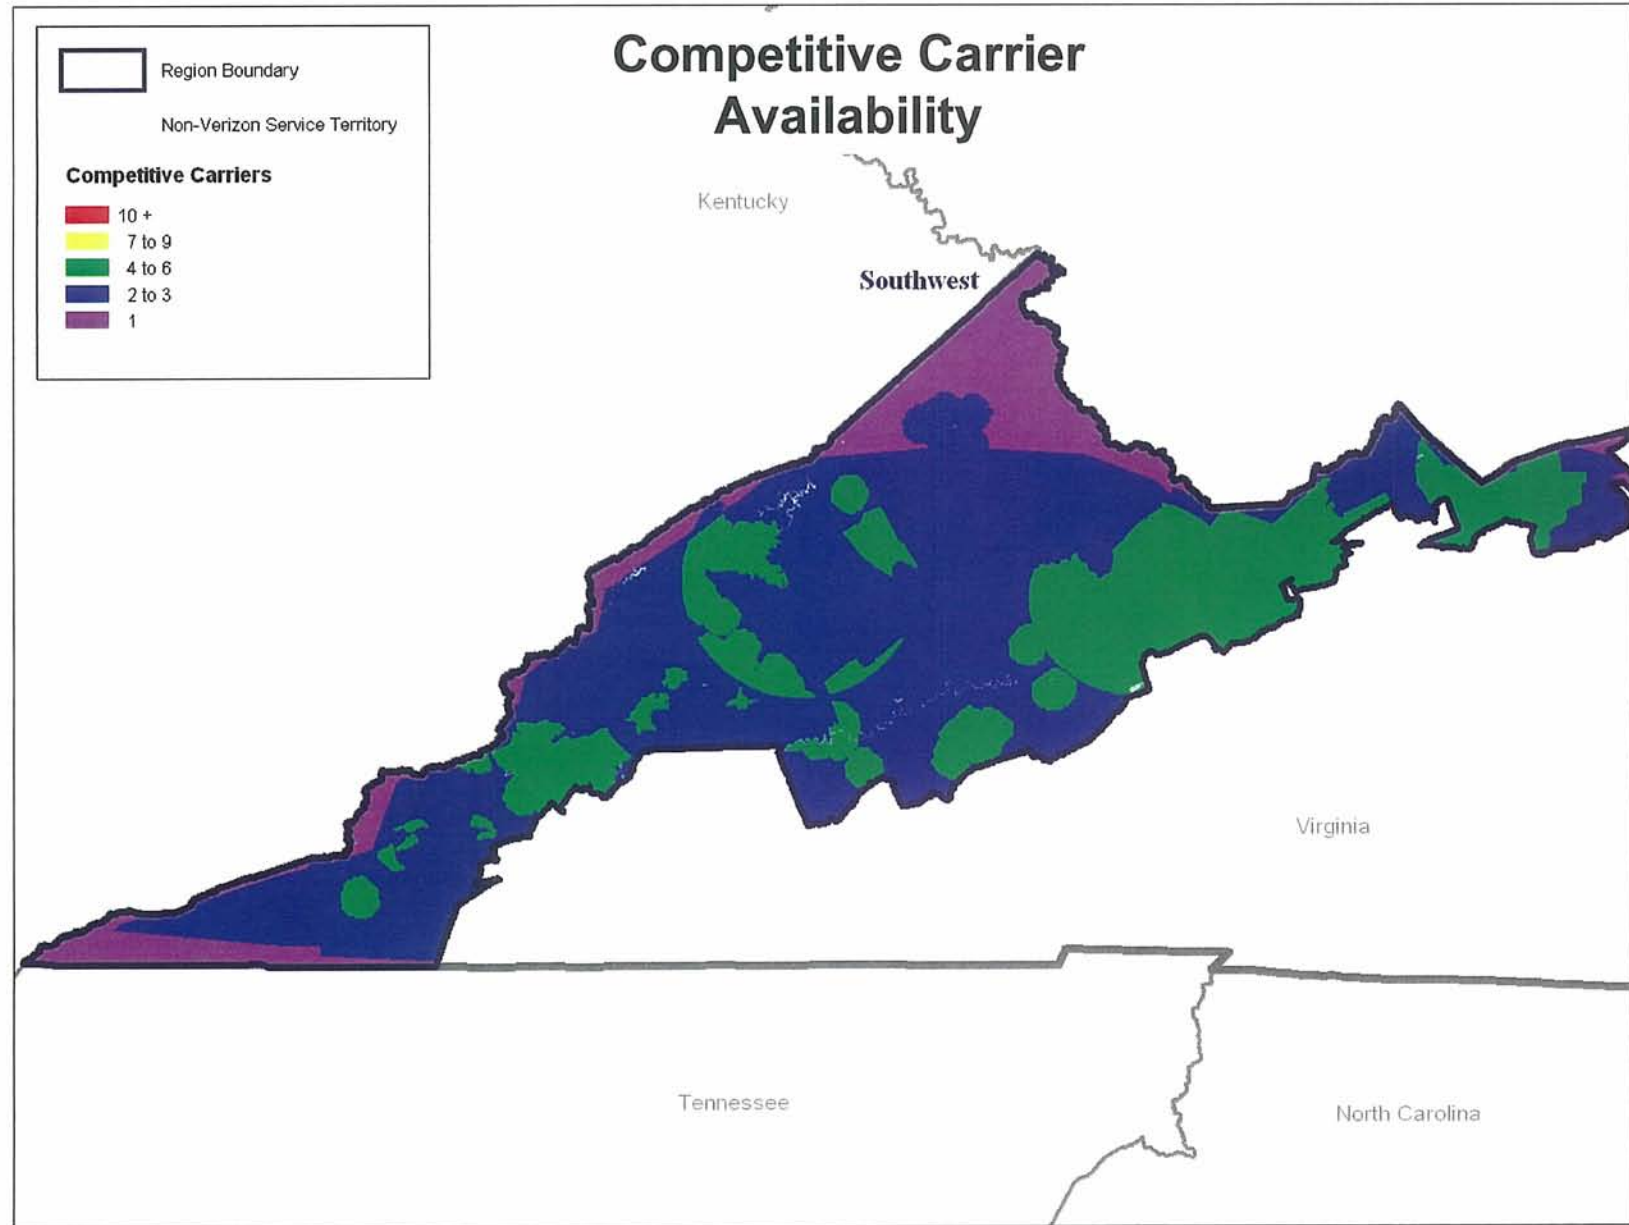 Competitive Carrier
Availability
Region Boundary
Non-Verizon Service Territory
Competitive Carriers
10 +
7 to 9
4 to 6
2 to 3
1
Kentucky
Southwest
Virginia
Tennessee
North Carolina